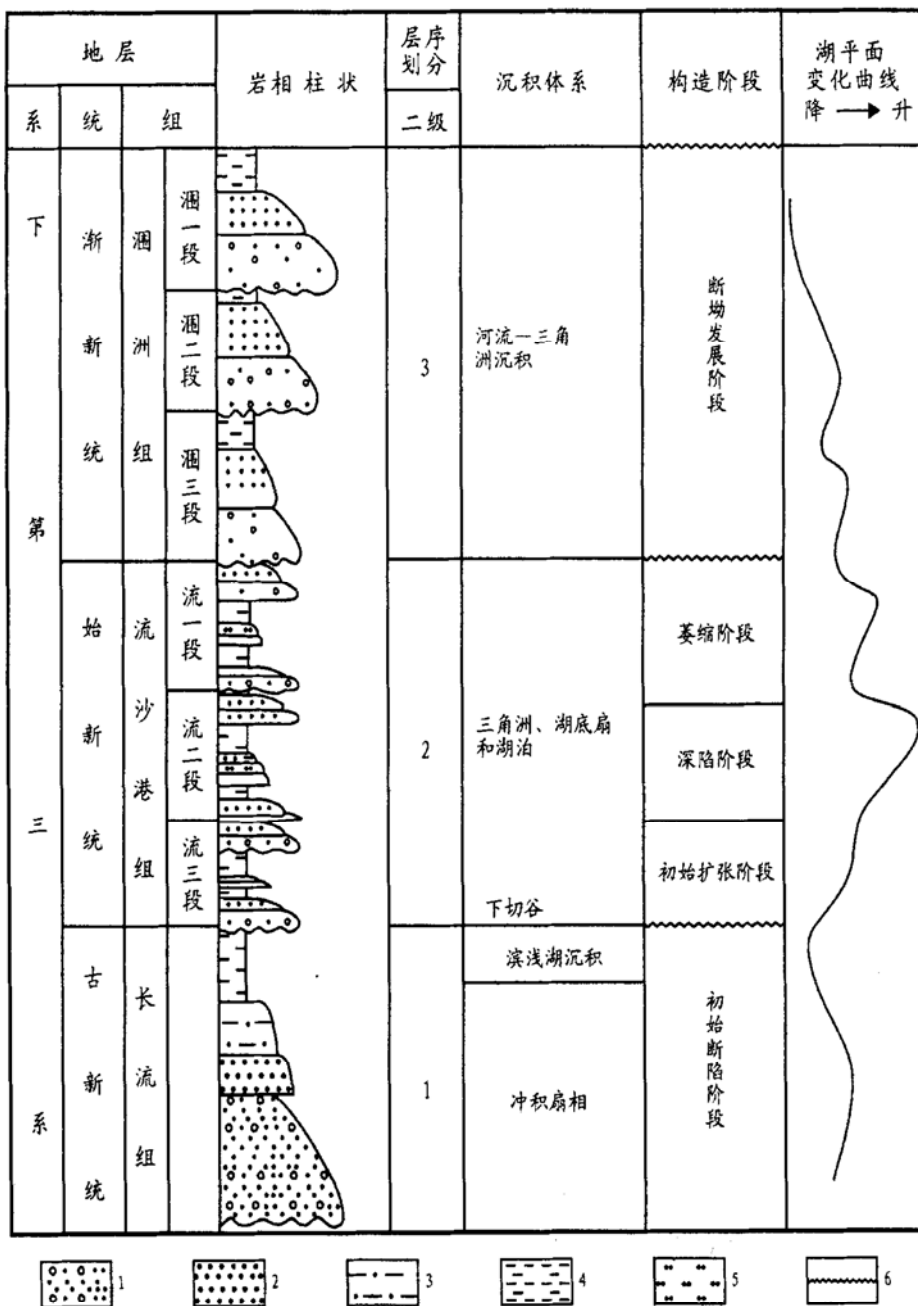 地层
岩相柱状
层序
划分
沉积体系
构造阶段
湖平面
变化曲线
降 → 升
系
统
组
二级
下第三系
渐新统
涠洲组
涠一段
涠二段
涠三段
3
河流—三角
洲沉积
断坳发展阶段
始新统
流沙港组
流一段
流二段
流三段
2
三角洲、湖底扇
和湖泊
下切谷
萎缩阶段
深陷阶段
初始扩张阶段
古新统
长流组
1
滨浅湖沉积
冲积扇相
初始断陷阶段
1
2
3
4
5
6